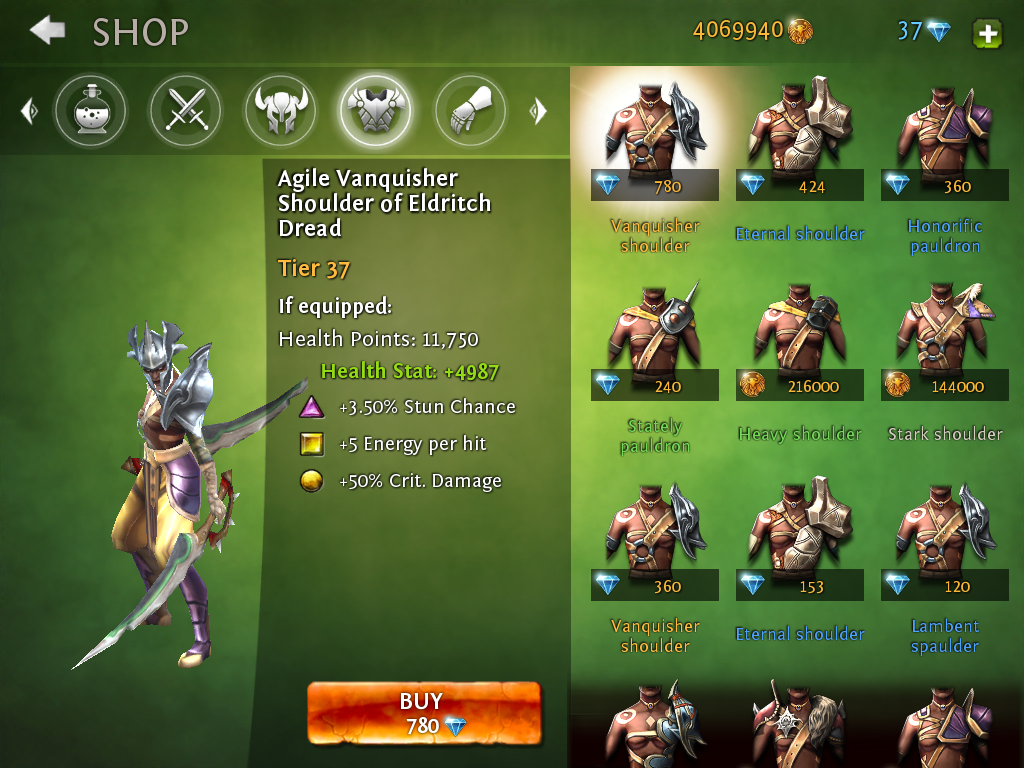 SHOP
4069940
37
Agile Vanquisher
Shoulder of Eldritch
Dread
Tier 37
If equipped:
Health Points: 11,750
Health Stat: +4987
+3.50% Stun Chance
+5 Energy per hit
+50% Crit. Damage
BUY
780
780
424
360
Vanquisher
shoulder
Eternal shoulder
Honorific
pauldron
240
216000
144000
Stately
pauldron
Heavy shoulder
Stark shoulder
360
153
120
Vanquisher
shoulder
Eternal shoulder
Lambent
spaulder